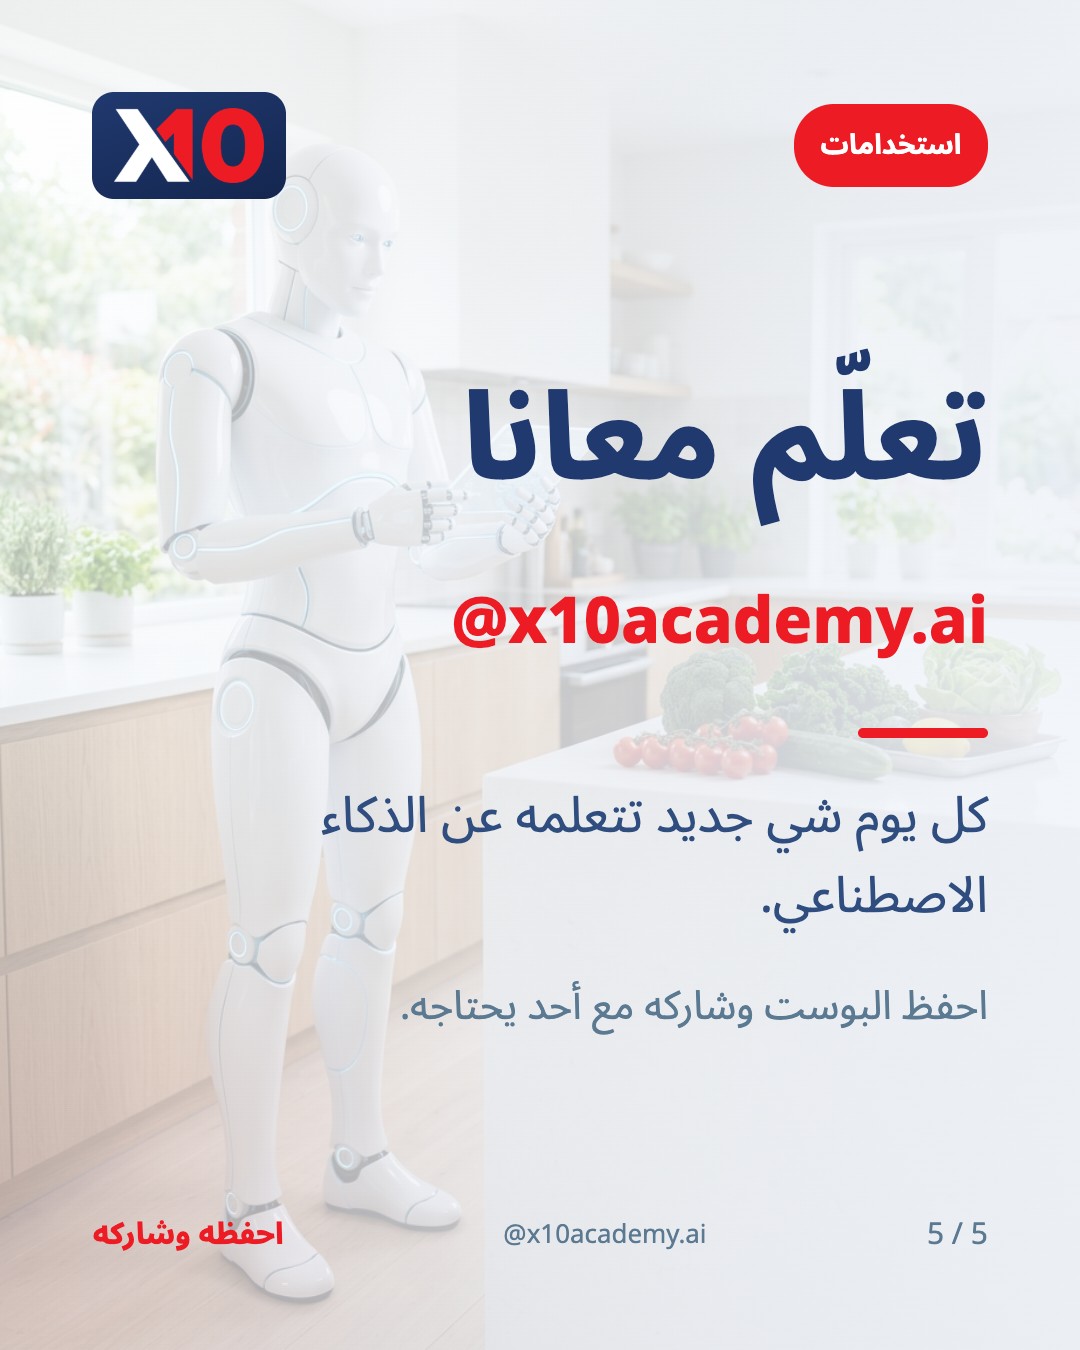 X10
استخدامات
تعلّم معانا
@x10academy.ai
كل يوم شي جديد تتعلمه عن الذكاء
الاصطناعي.
احفظ البوست وشاركه مع أحد يحتاجه.
احفظه وشاركه
@x10academy.ai
5 / 5